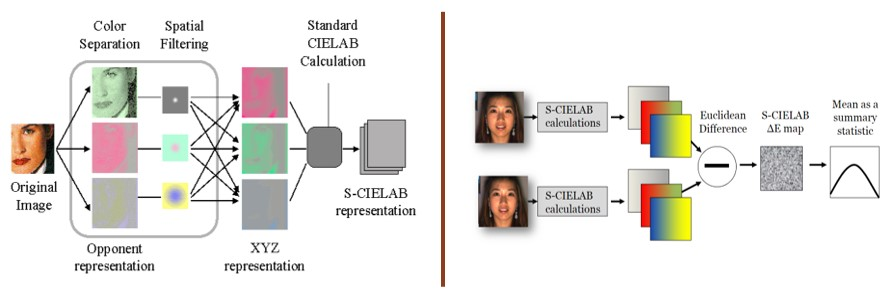 Color
Separation
Spatial
Filtering
Standard
CIELAB
Calculation
Original
Image
S-CIELAB
representation
Opponent
representation
XYZ
representation
S-CIELAB
calculations
S-CIELAB
calculations
Euclidean
Difference
S-CIELAB
ΔE map
Mean as a
summary
statistic